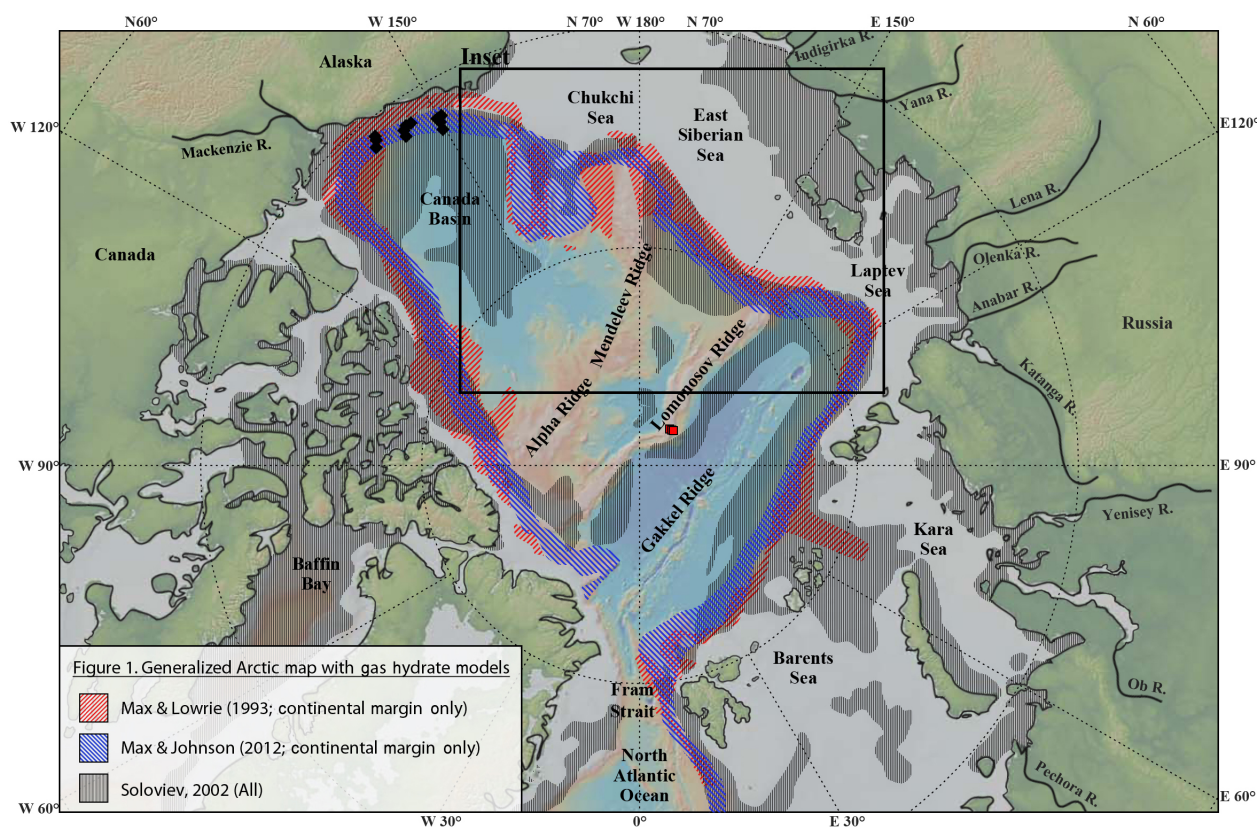 N60°
W 150°
N 70°
W 180°
N 70°
E 150°
N 60°
Indigirka R.
Inset
Alaska
Yana R.
Chukchi
Sea
East
Siberian
Sea
W 120°
E120°
Mackenzie R.
Lena R.
Canada
Basin
Canada
Olenka R.
Laptev
Sea
Anabar R.
Mendeleev Ridge
Russia
Lomonosov Ridge
Katanga R.
Alpha Ridge
W 90°
E 90°
Gakkel Ridge
Yenisey R.
Kara
Sea
Baffin
Bay
Barents
Sea
Ob R.
Fram
Strait
North
Atlantic
Ocean
Pechora R.
Figure 1. Generalized Arctic map with gas hydrate models
Max & Lowrie (1993; continental margin only)
Max & Johnson (2012; continental margin only)
Soloviev, 2002 (All)
W 60°
E 60°
W 30°
0°
E 30°